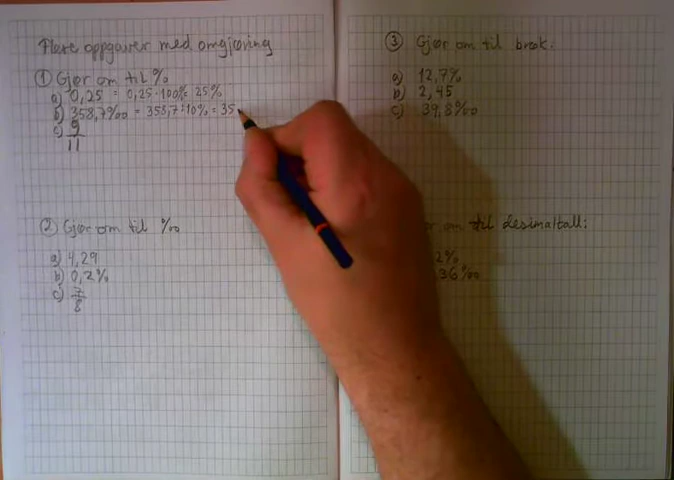 Flere oppgaver med omgjøring
① Gjør om til %
a) 0,25 = 0,25·100% = 25%
b) 358,7‰ = 358,7:10% = 35
c) 9/11
② Gjør om til ‰
a) 4,29
b) 0,2%
c) 7/8
③ Gjør om til brøk:
a) 12,7%
b) 2,45
c) 39,8‰
om til desimaltall:
2%
36‰